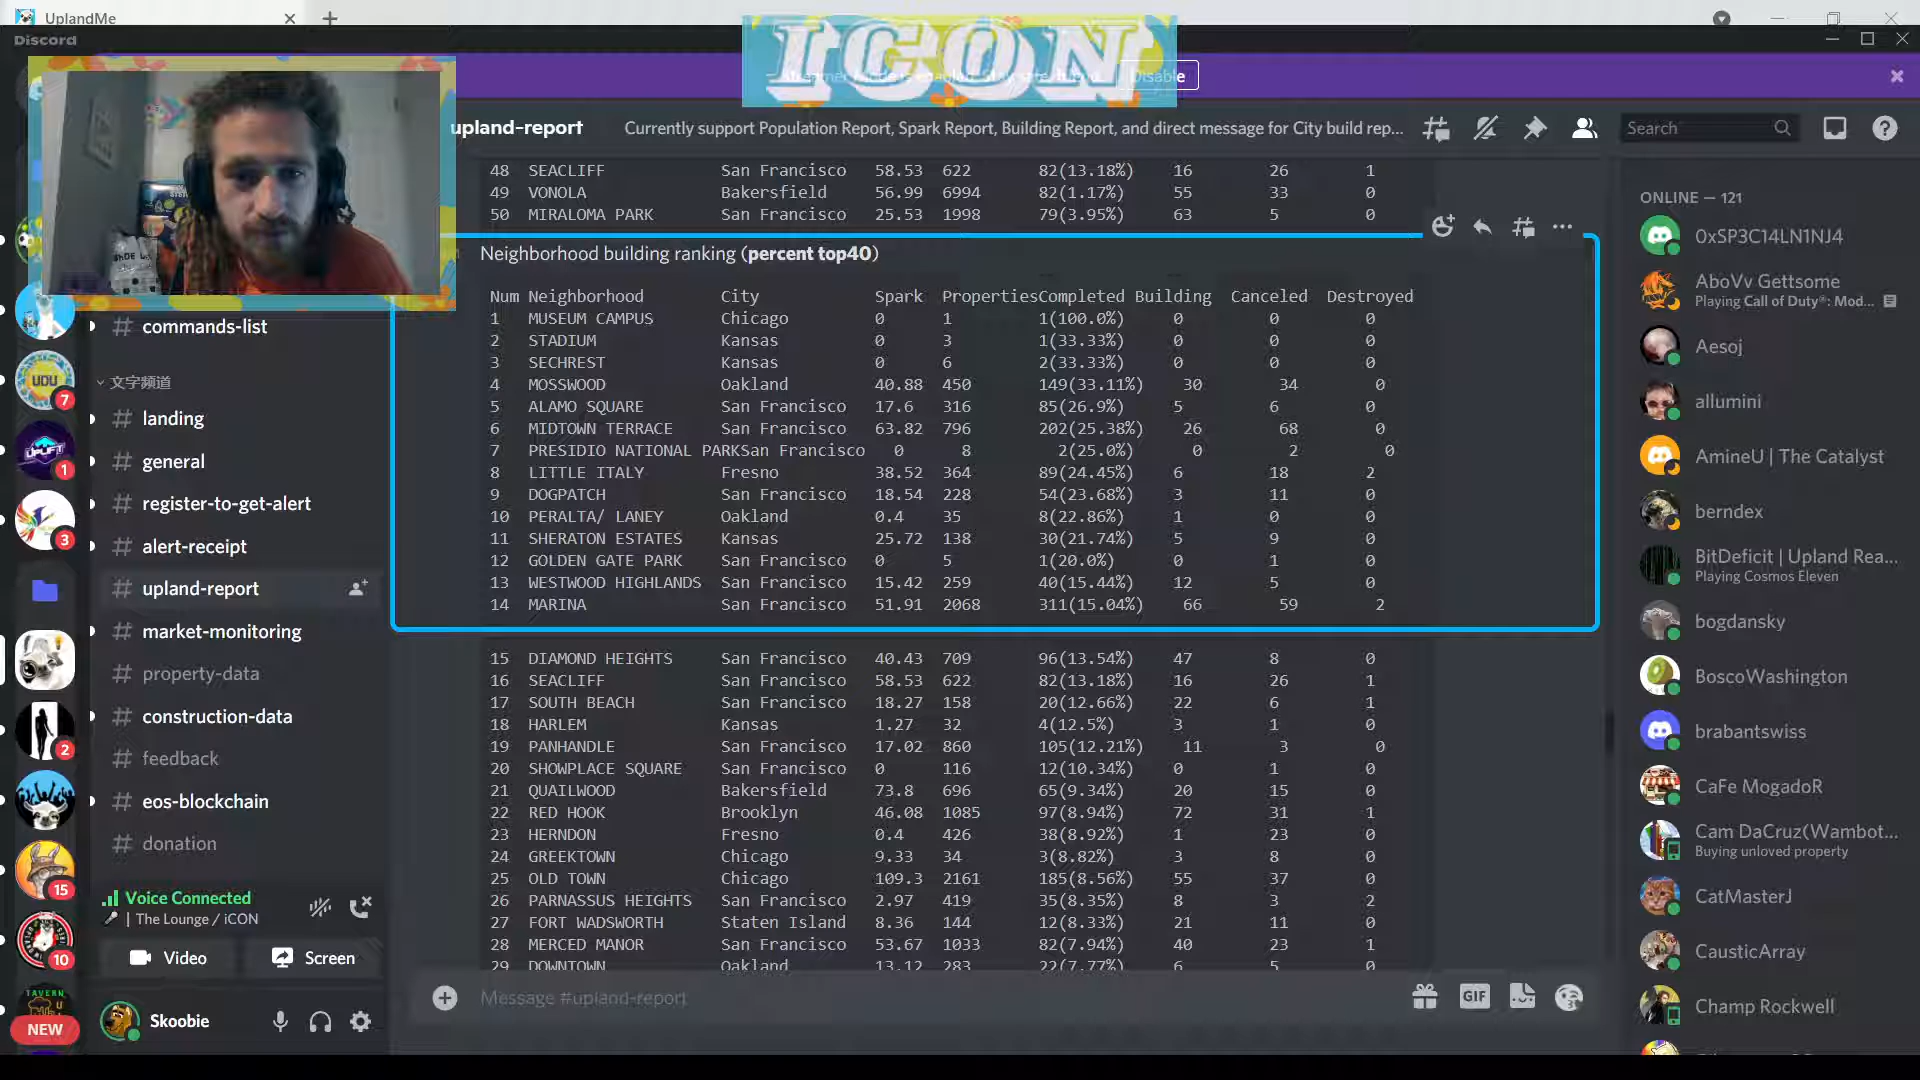 UplandMe
Discord
ICON
Disable
upland-report
Currently support Population Report, Spark Report, Building Report, and direct message for City build rep...
Search
48 SEACLIFF San Francisco 58.53 622 82(13.18%) 16 26 1
49 VONOLA Bakersfield 56.99 6994 82(1.17%) 55 33 0
50 MIRALOMA PARK San Francisco 25.53 1998 79(3.95%) 63 5 0
Neighborhood building ranking (percent top40)
Num Neighborhood City Spark PropertiesCompleted Building Canceled Destroyed
1 MUSEUM CAMPUS Chicago 0 1 1(100.0%) 0 0 0
2 STADIUM Kansas 0 3 1(33.33%) 0 0 0
3 SECHREST Kansas 0 6 2(33.33%) 0 0 0
4 MOSSWOOD Oakland 40.88 450 149(33.11%) 30 34 0
5 ALAMO SQUARE San Francisco 17.6 316 85(26.9%) 5 6 0
6 MIDTOWN TERRACE San Francisco 63.82 796 202(25.38%) 26 68 0
7 PRESIDIO NATIONAL PARKSan Francisco 0 8 2(25.0%) 0 2 0
8 LITTLE ITALY Fresno 38.52 364 89(24.45%) 6 18 2
9 DOGPATCH San Francisco 18.54 228 54(23.68%) 3 11 0
10 PERALTA/ LANEY Oakland 0.4 35 8(22.86%) 1 0 0
11 SHERATON ESTATES Kansas 25.72 138 30(21.74%) 5 9 0
12 GOLDEN GATE PARK San Francisco 0 5 1(20.0%) 0 1 0
13 WESTWOOD HIGHLANDS San Francisco 15.42 259 40(15.44%) 12 5 0
14 MARINA San Francisco 51.91 2068 311(15.04%) 66 59 2
15 DIAMOND HEIGHTS San Francisco 40.43 709 96(13.54%) 47 8 0
16 SEACLIFF San Francisco 58.53 622 82(13.18%) 16 26 1
17 SOUTH BEACH San Francisco 18.27 158 20(12.66%) 22 6 1
18 HARLEM Kansas 1.27 32 4(12.5%) 3 1 0
19 PANHANDLE San Francisco 17.02 860 105(12.21%) 11 3 0
20 SHOWPLACE SQUARE San Francisco 0 116 12(10.34%) 0 1 0
21 QUAILWOOD Bakersfield 73.8 696 65(9.34%) 20 15 0
22 RED HOOK Brooklyn 46.08 1085 97(8.94%) 72 31 1
23 HERNDON Fresno 0.4 426 38(8.92%) 1 23 0
24 GREEKTOWN Chicago 9.33 34 3(8.82%) 3 8 0
25 OLD TOWN Chicago 109.3 2161 185(8.56%) 55 37 0
26 PARNASSUS HEIGHTS San Francisco 2.97 419 35(8.35%) 8 3 2
27 FORT WADSWORTH Staten Island 8.36 144 12(8.33%) 21 11 0
28 MERCED MANOR San Francisco 53.67 1033 82(7.94%) 40 23 1
29 DOWNTOWN Oakland 13.12 283 22(7.77%) 6 5 0
Message #upland-report
GIF
commands-list
文字频道
landing
general
register-to-get-alert
alert-receipt
upland-report
market-monitoring
property-data
construction-data
feedback
eos-blockchain
donation
Voice Connected
| The Lounge / iCON
Video
Screen
Skoobie
UDU
7
UPLIFT
1
3
2
15
10
TAVERN
NEW
ONLINE — 121
0xSP3C14LN1NJ4
AboVv Gettsome
Playing Call of Duty®: Mod...
Aesoj
allumini
AmineU | The Catalyst
berndex
BitDeficit | Upland Rea...
Playing Cosmos Eleven
bogdansky
BoscoWashington
brabantswiss
CaFe MogadoR
Cam DaCruz(Wambot...
Buying unloved property
CatMasterJ
CausticArray
Champ Rockwell